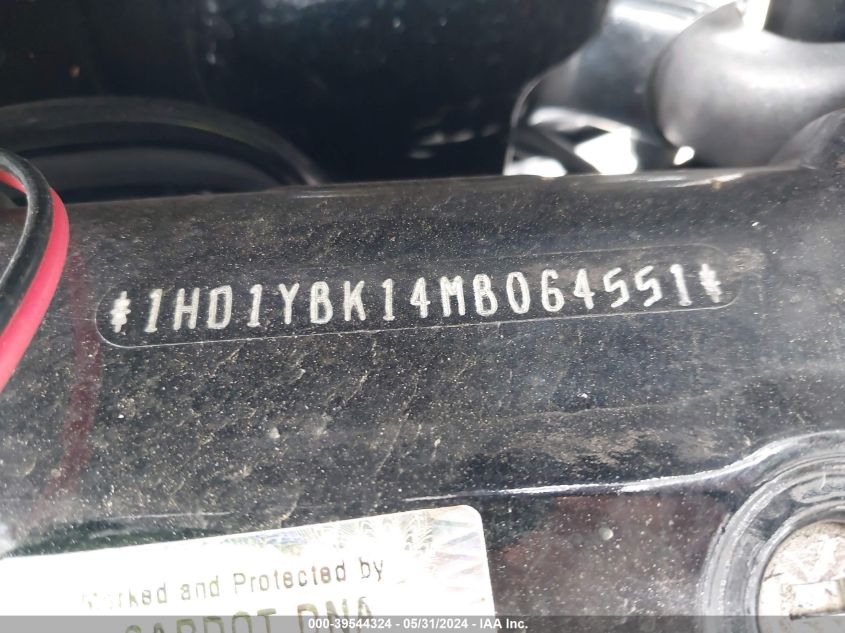 *1HD1YBK14MB064551*
Marked and Protected by
000-39544324 - 05/31/2024 - IAA Inc.